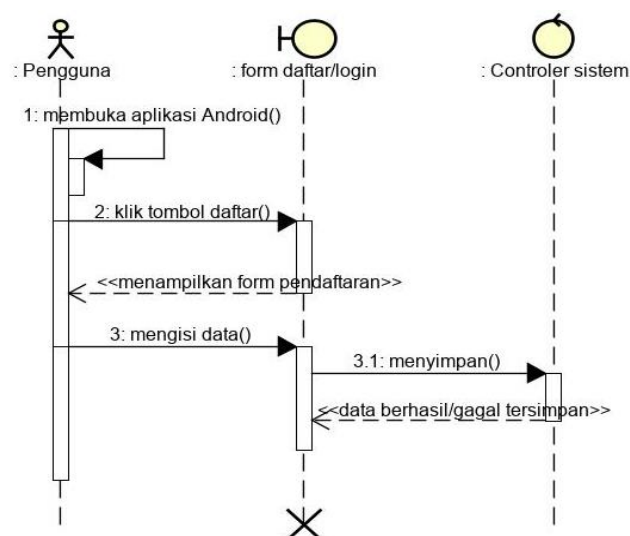 : Pengguna
: form daftar/login
: Controler sistem
1: membuka aplikasi Android()
2: klik tombol daftar()
<<menampilkan form pendaftaran>>
3: mengisi data()
3.1: menyimpan()
<<data berhasil/gagal tersimpan>>